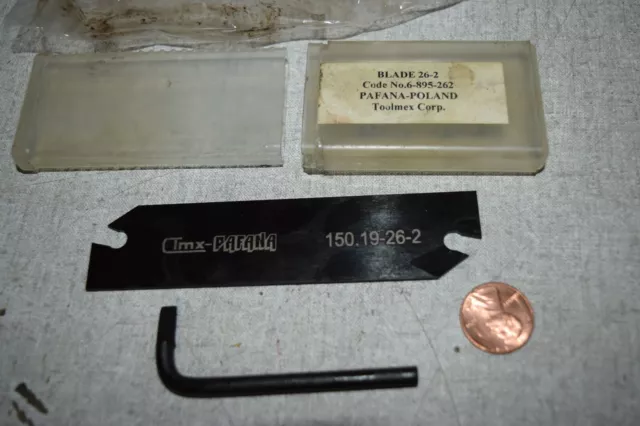 BLADE 26-2
Code No.6-895-262
PAFANA-POLAND
Toolmex Corp.
Tmx-PAFANA 150.19-26-2